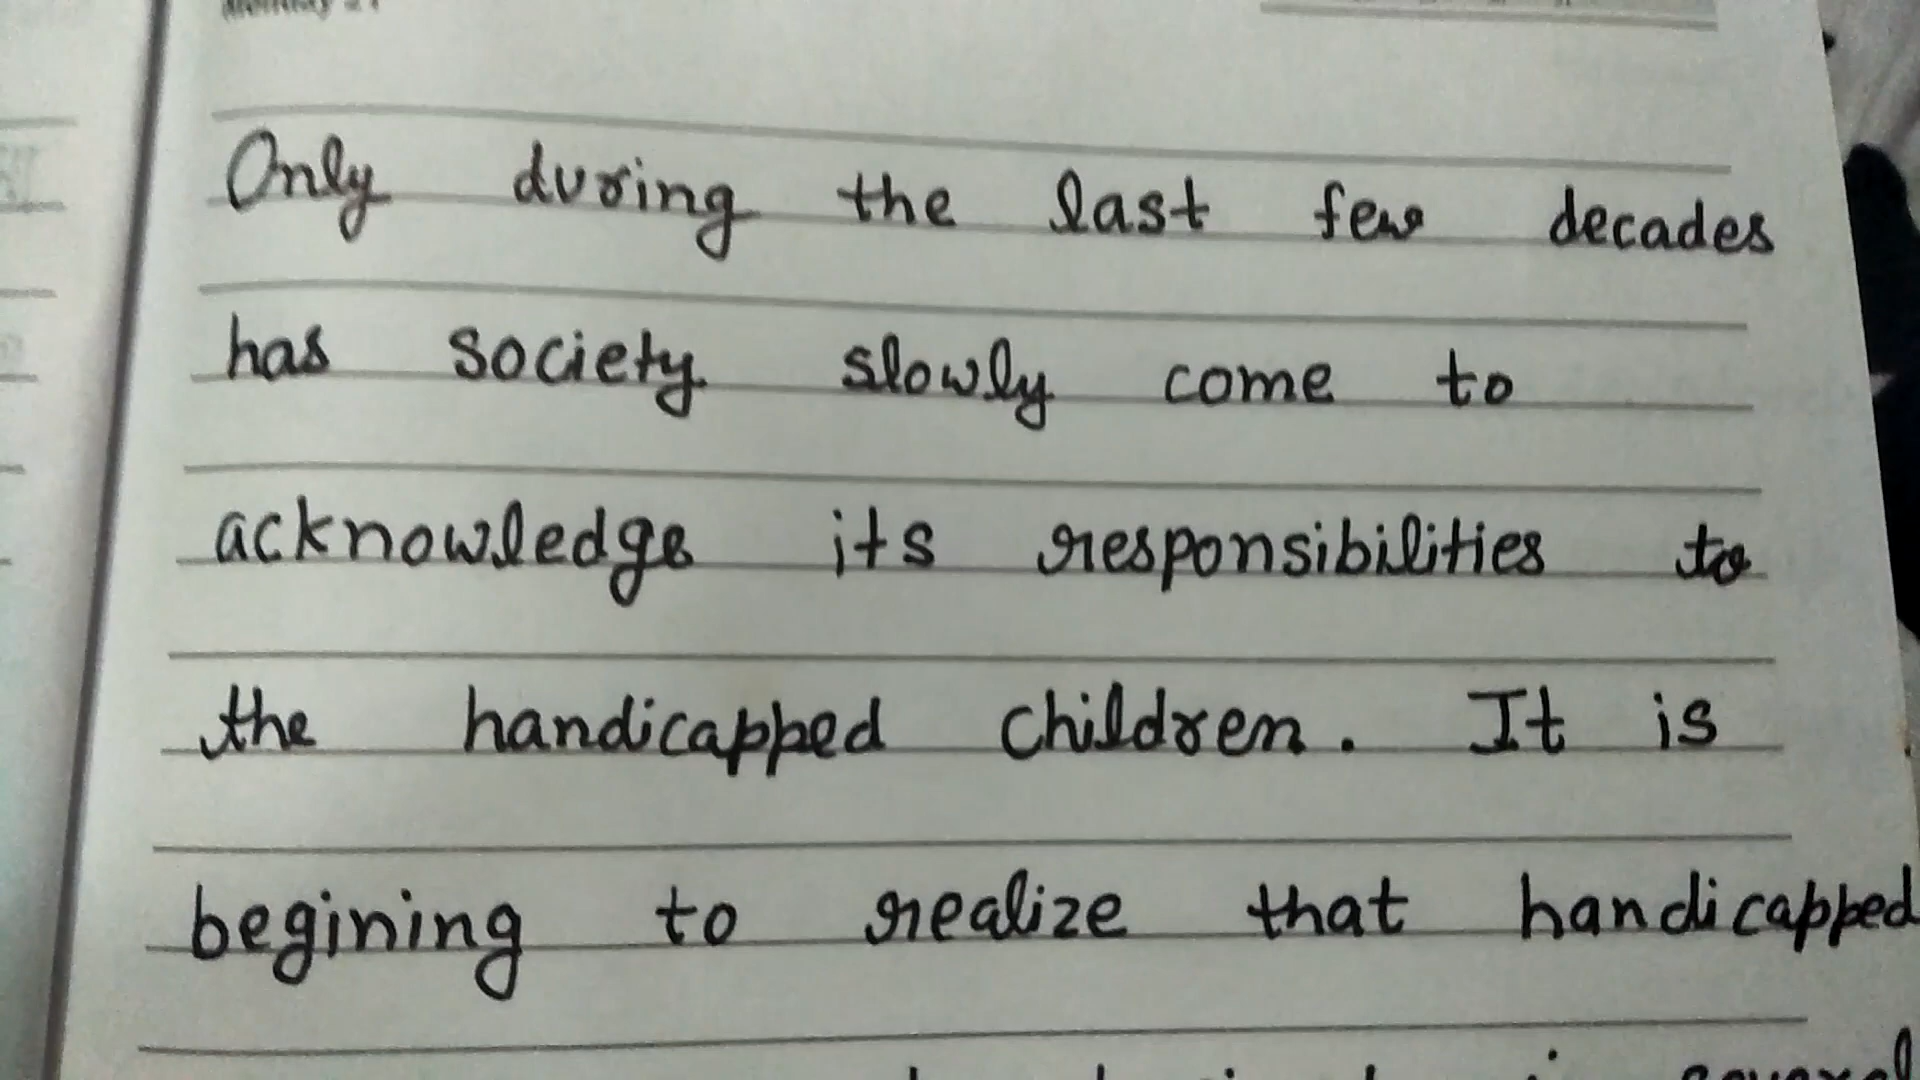 Only during the last few decades
has society slowly come to
acknowledge its responsibilities to
the handicapped children. It is
begining to realize that handicapped